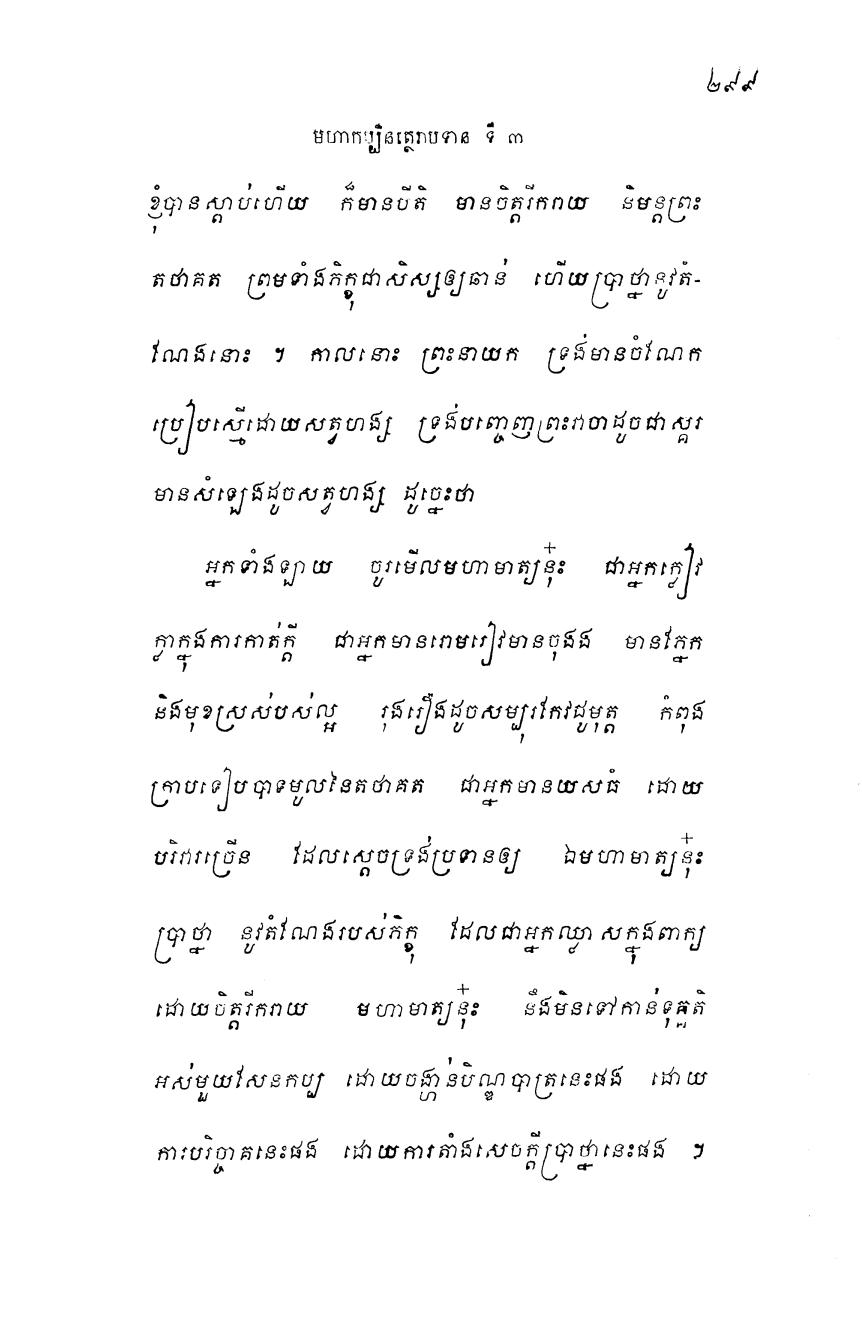 ២៩៩
មហាកប្បិនត្ថេរាបទាន ទី ៣
ខ្ញុំបានស្តាប់ហើយ ក៏មានបីតិ មានចិត្តរីករាយ និមន្តព្រះ
តថាគត ព្រមទាំងភិក្ខុជាសិស្សឲ្យឆាន់ ហើយប្រាថ្នានូវតំ-
ណែងនោះ ។ កាលនោះ ព្រះនាយក ទ្រង់មានចំណែក
ប្រៀបស្មើដោយសត្វហង្ស ទ្រង់បញ្ចេញព្រះវាចាដូចជាស្គរ
មានសំឡេងដូចសត្វហង្ស ដូច្នេះថា
អ្នកទាំងឡាយ ចូរមើលមហាមាត្យនុ៎ះ ជាអ្នកក្លៀវ
ក្លាក្នុងការកាត់ក្តី ជាអ្នកមានរោមរៀវមានចុងងើ មានភ្នែក
និងមុខស្រស់បស់ល្អ រុងរឿងដូចសម្បុរកែវដូមុត្ត កំពុង
ក្រាបទៀបបាទមូលនៃតថាគត ជាអ្នកមានយសធំ ដោយ
បរិវារច្រើន ដែលស្តេចទ្រង់ប្រទានឲ្យ ឯមហាមាត្យនុ៎ះ
ប្រាថ្នា នូវតំណែងរបស់ភិក្ខុ ដែលជាអ្នកឈ្លាសក្នុងពាក្យ
ដោយចិត្តរីករាយ មហាមាត្យនុ៎ះ នឹងមិនទៅកាន់ទុគ្គតិ
អស់មួយសែនកប្ប ដោយចង្ហាន់បិណ្ឌបាត្រនេះផង ដោយ
ការបរិច្ចាគនេះផង ដោយការតាំងសេចក្តីប្រាថ្នានេះផង ។